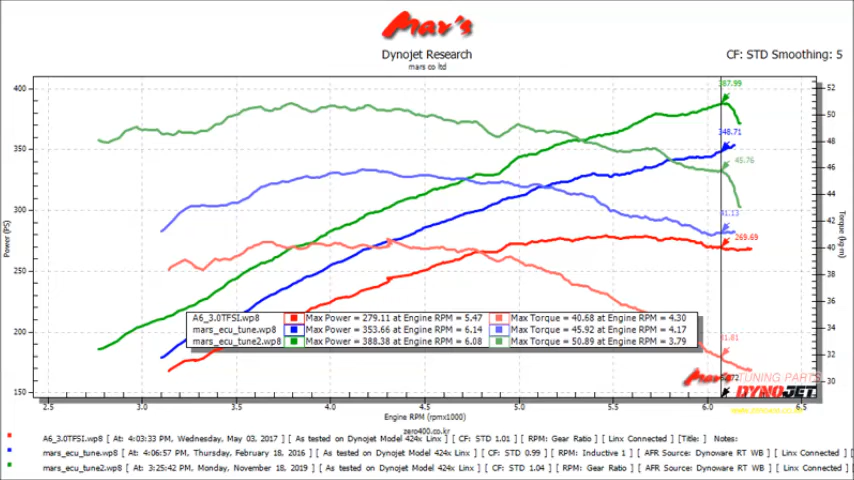 Mars
Dynojet Research
CF: STD Smoothing: 5
mars co ltd
400
350
300
250
200
150
Power (PS)
52
50
48
46
44
42
40
38
36
34
32
30
Torque (kg-m)
387.99
348.71
45.76
41.13
269.69
31.81
A6_3.0TFSI.wp8 Max Power = 279.11 at Engine RPM = 5.47 Max Torque = 40.68 at Engine RPM = 4.30
mars_ecu_tune.wp8 Max Power = 353.66 at Engine RPM = 6.14 Max Torque = 45.92 at Engine RPM = 4.17
mars_ecu_tune2.wp8 Max Power = 388.38 at Engine RPM = 6.08 Max Torque = 50.89 at Engine RPM = 3.79
Mars TUNING PARTS
DYNOJET
2.5 3.0 3.5 4.0 4.5 5.0 5.5 6.0 6.5
Engine RPM (rpmx1000)
zero400.co.kr
A6_3.0TFSI.wp8 [ At: 4:03:33 PM, Wednesday, May 03, 2017 ] [ As tested on Dynojet Model 424x Linx ] [ CF: STD 1.01 ] [ RPM: Gear Ratio ] [ Linx Connected ] [Title: ] Notes:
mars_ecu_tune.wp8 [ At: 4:06:57 PM, Thursday, February 18, 2016 ] [ As tested on Dynojet Model 424x Linx ] [ CF: STD 0.99 ] [ RPM: Inductive 1 ] [ AFR Source: Dynoware RT WB ] [ Linx Connected ] [
mars_ecu_tune2.wp8 [ At: 3:25:42 PM, Monday, November 18, 2019 ] [ As tested on Dynojet Model 424x Linx ] [ CF: STD 1.04 ] [ RPM: Gear Ratio ] [ AFR Source: Dynoware RT WB ] [ Linx Connected ] [